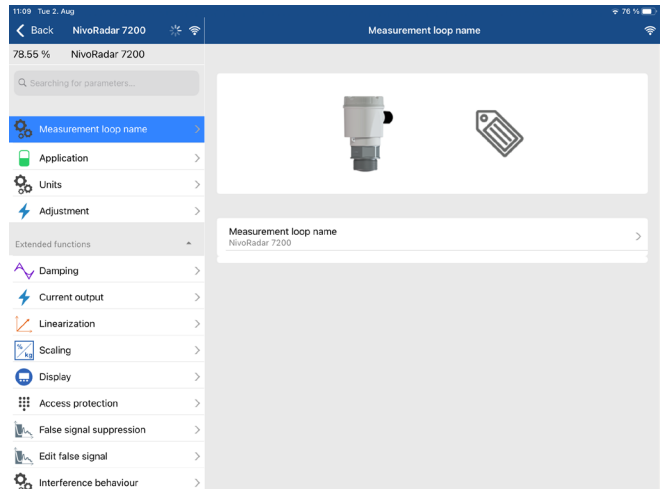 11:09 Tue 2. Aug
76 %
Back NivoRadar 7200
Measurement loop name
78.55 % NivoRadar 7200
Searching for parameters...
Measurement loop name
Application
Units
Adjustment
Extended functions
Damping
Current output
Linearization
% kg Scaling
Display
Access protection
False signal suppression
Edit false signal
Interference behaviour
Measurement loop name
NivoRadar 7200